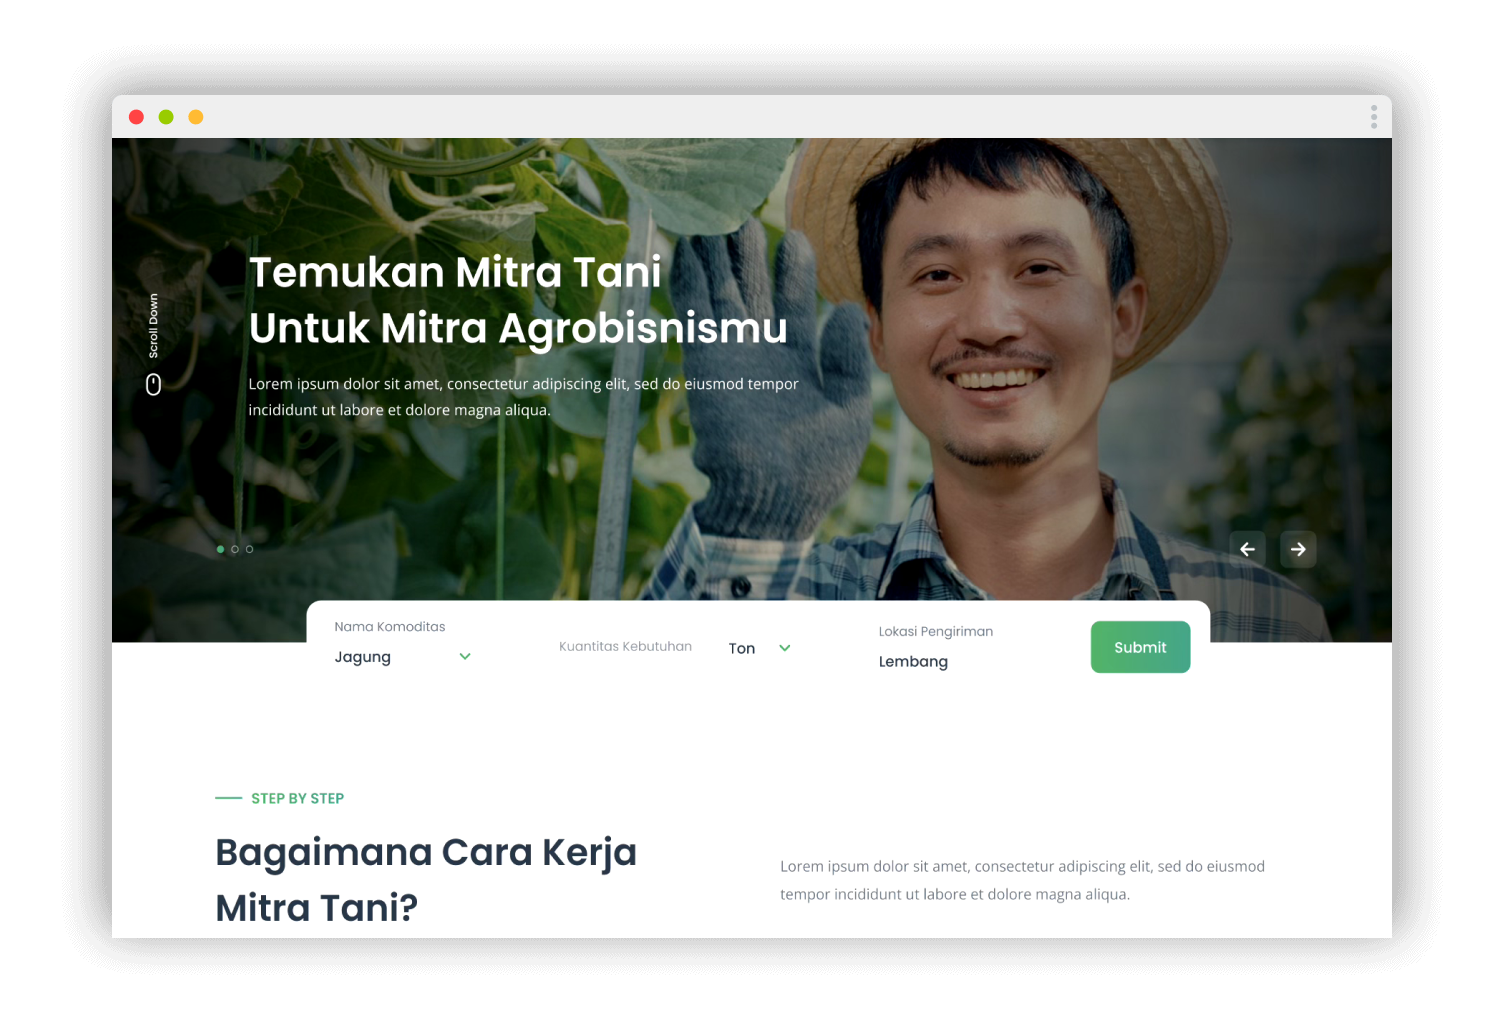 Temukan Mitra Tani
Untuk Mitra Agrobisnismu
Scroll Down
Lorem ipsum dolor sit amet, consectetur adipiscing elit, sed do eiusmod tempor
incididunt ut labore et dolore magna aliqua.
Nama Komoditas
Jagung
Kuantitas Kebutuhan
Ton
Lokasi Pengiriman
Lembang
Submit
STEP BY STEP
Bagaimana Cara Kerja
Mitra Tani?
Lorem ipsum dolor sit amet, consectetur adipiscing elit, sed do eiusmod
tempor incididunt ut labore et dolore magna aliqua.